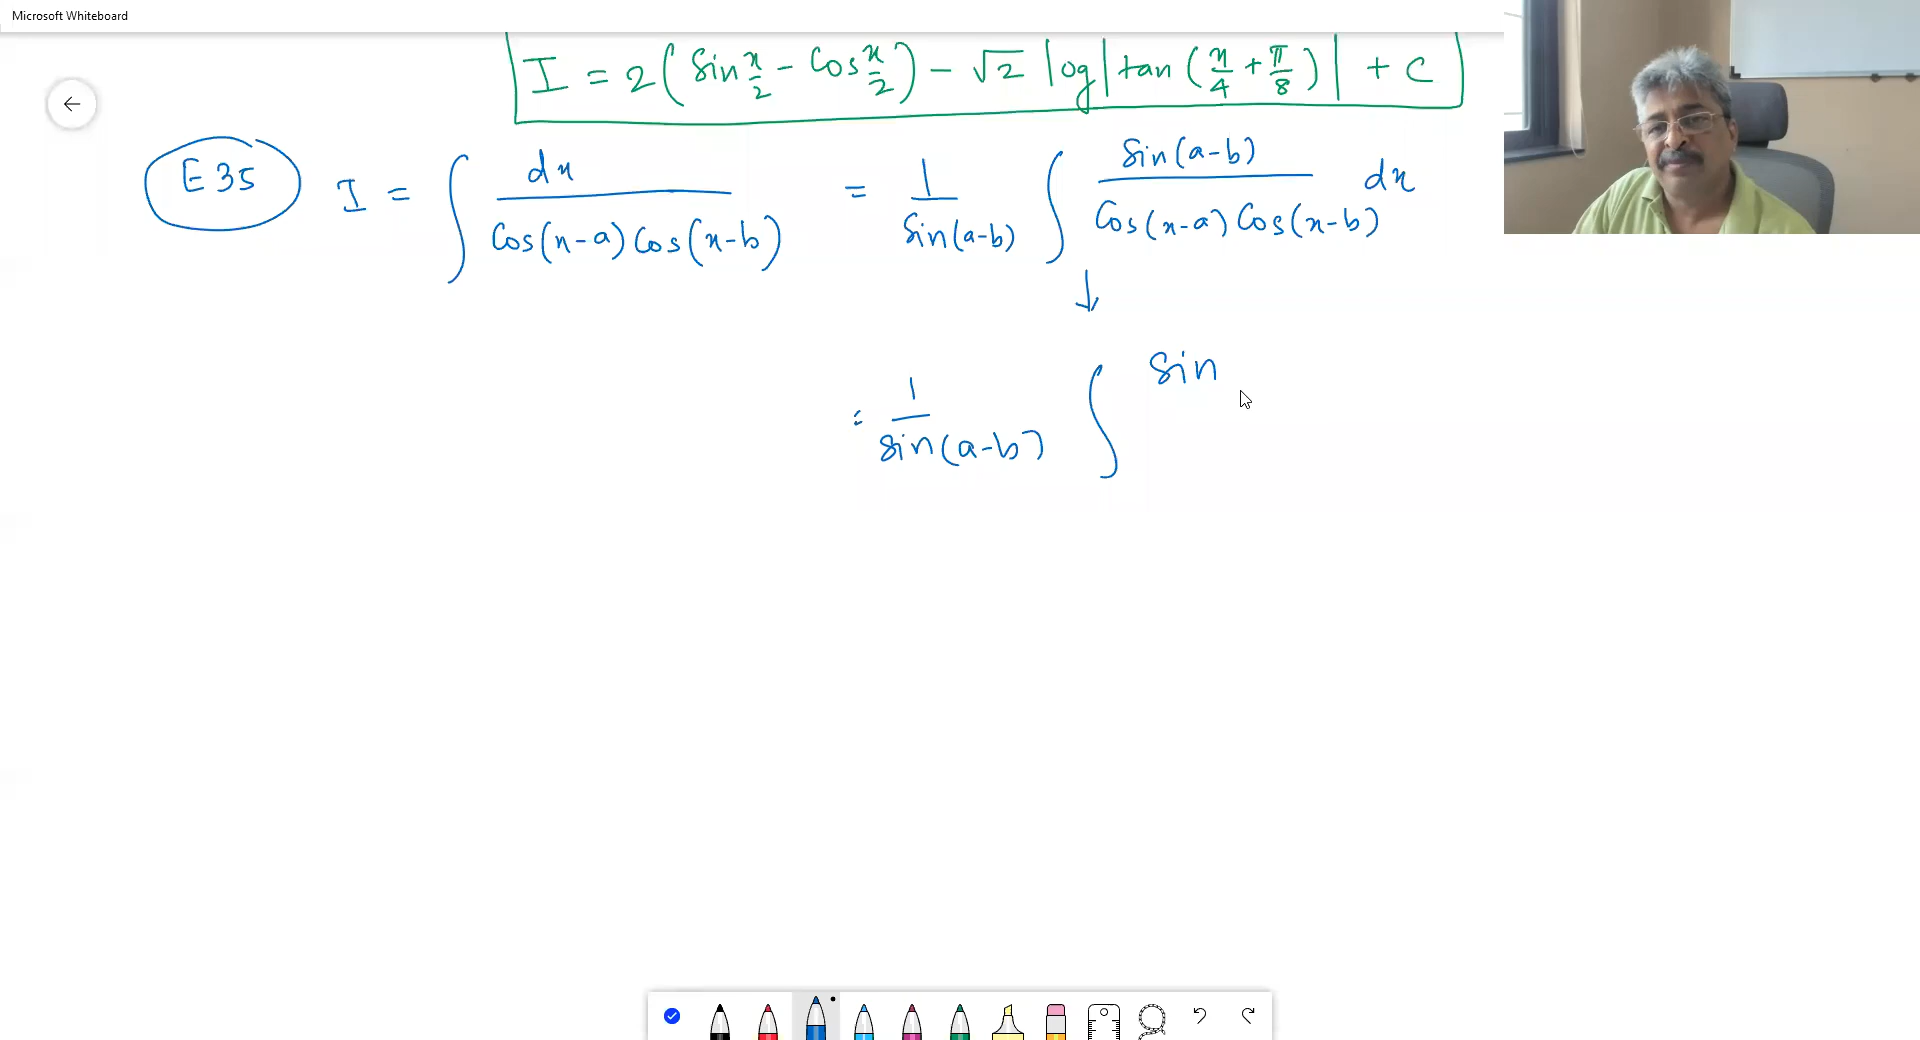 Microsoft Whiteboard
I = 2(sin x/2 - cos x/2) - √2 log|tan(x/4 + π/8)| + c
E 35 I = ∫ dx / cos(x-a) cos(x-b) = 1/sin(a-b) ∫ sin(a-b) / cos(x-a) cos(x-b) dx
↓
= 1/sin(a-b) ∫ sin